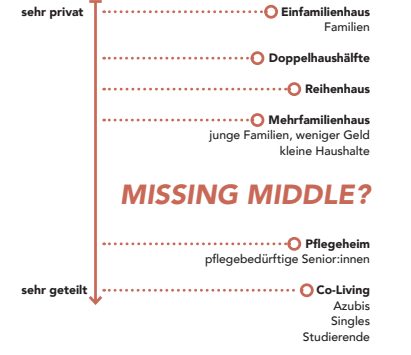 sehr privat
Einfamilienhaus
Familien
Doppelhaushälfte
Reihenhaus
Mehrfamilienhaus
junge Familien, weniger Geld
kleine Haushalte
MISSING MIDDLE?
Pflegeheim
pflegebedürftige Senior:innen
sehr geteilt
Co-Living
Azubis
Singles
Studierende